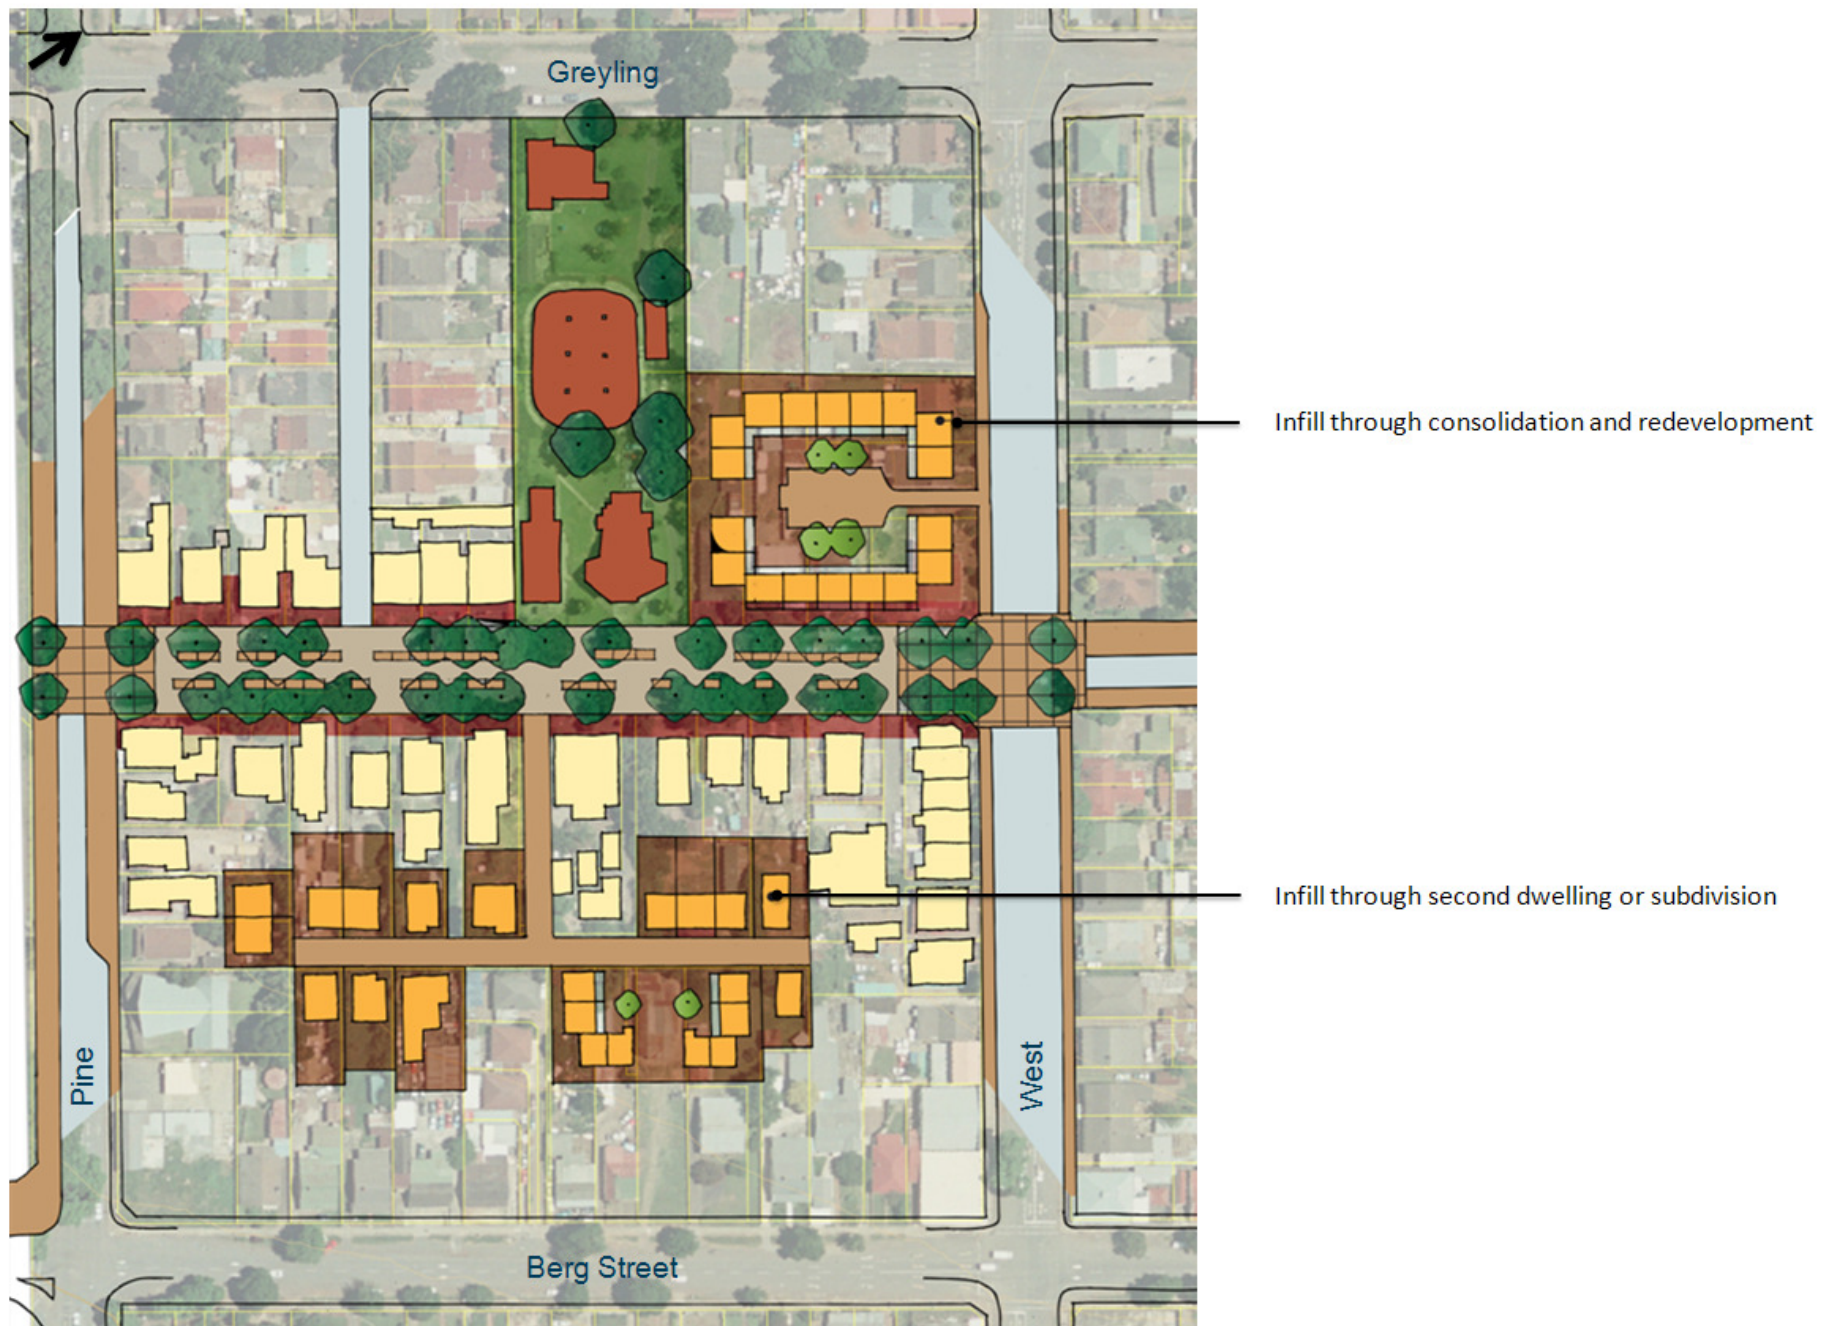 Greyling
Infill through consolidation and redevelopment
Infill through second dwelling or subdivision
Pine
West
Berg Street